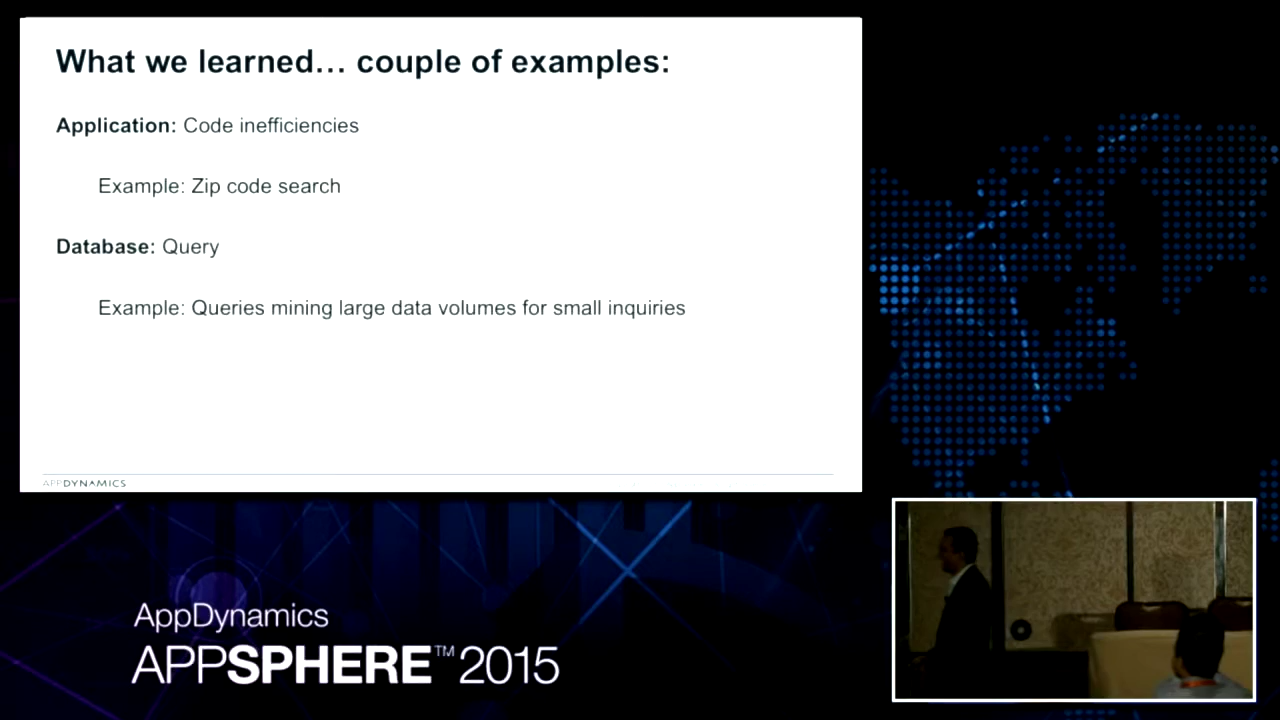 What we learned… couple of examples:
Application: Code inefficiencies
Example: Zip code search
Database: Query
Example: Queries mining large data volumes for small inquiries
APPDYNAMICS
AppDynamics
APPSPHERE™ 2015